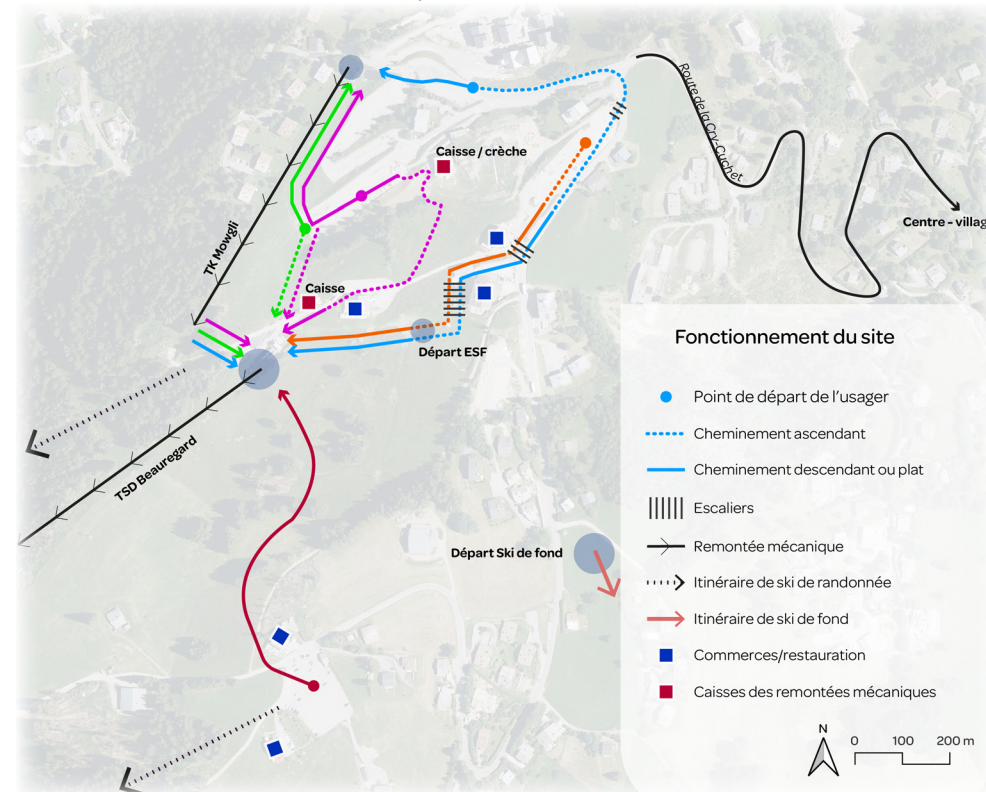 Route de la Cry-Cuchet
Caisse / crèche
Centre - villag
TK Mowgli
Caisse
Départ ESF
TSD Beauregard
Départ Ski de fond
Fonctionnement du site
Point de départ de l'usager
Cheminement ascendant
Cheminement descendant ou plat
Escaliers
Remontée mécanique
Itinéraire de ski de randonnée
Itinéraire de ski de fond
Commerces/restauration
Caisses des remontées mécaniques
N
0 100 200 m